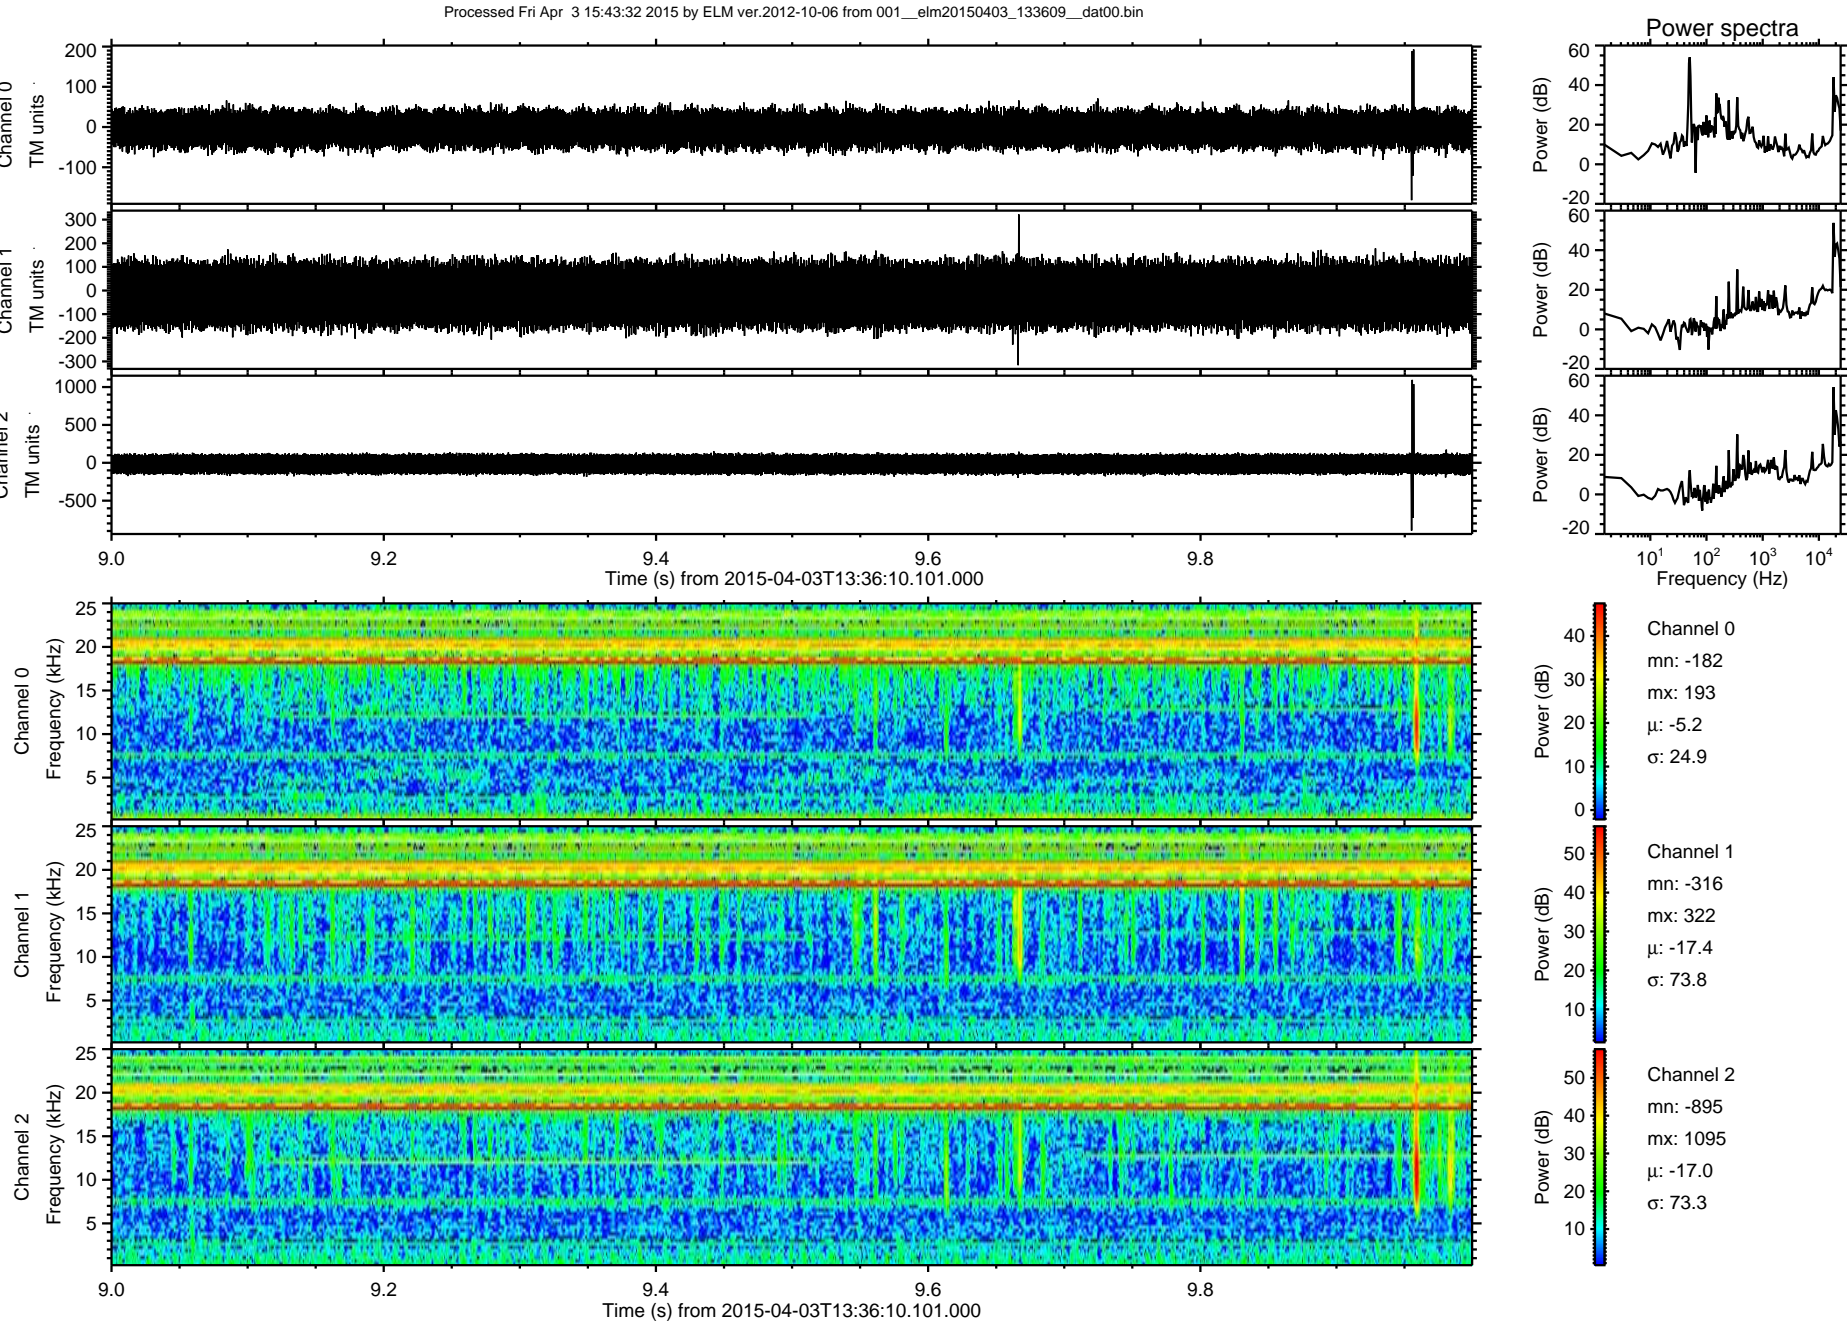 Processed Fri Apr 3 15:43:32 2015 by ELM ver.2012-10-06 from 001__elm20150403_133609__dat00.bin
Power spectra
Channel 0
TM units
200
100
0
-100
Power (dB)
60
40
20
0
-20
Channel 1
TM units
300
200
100
0
-100
-200
-300
Power (dB)
60
40
20
0
-20
Channel 2
TM units
1000
500
0
-500
Power (dB)
60
40
20
0
-20
9.0 9.2 9.4 9.6 9.8
Time (s) from 2015-04-03T13:36:10.101.000
10¹ 10² 10³ 10⁴
Frequency (Hz)
Channel 0
Frequency (kHz)
25
20
15
10
5
Power (dB)
40
30
20
10
0
Channel 0
mn: -182
mx: 193
μ: -5.2
σ: 24.9
Channel 1
Frequency (kHz)
25
20
15
10
5
Power (dB)
50
40
30
20
10
Channel 1
mn: -316
mx: 322
μ: -17.4
σ: 73.8
Channel 2
Frequency (kHz)
25
20
15
10
5
Power (dB)
50
40
30
20
10
Channel 2
mn: -895
mx: 1095
μ: -17.0
σ: 73.3
9.0 9.2 9.4 9.6 9.8
Time (s) from 2015-04-03T13:36:10.101.000